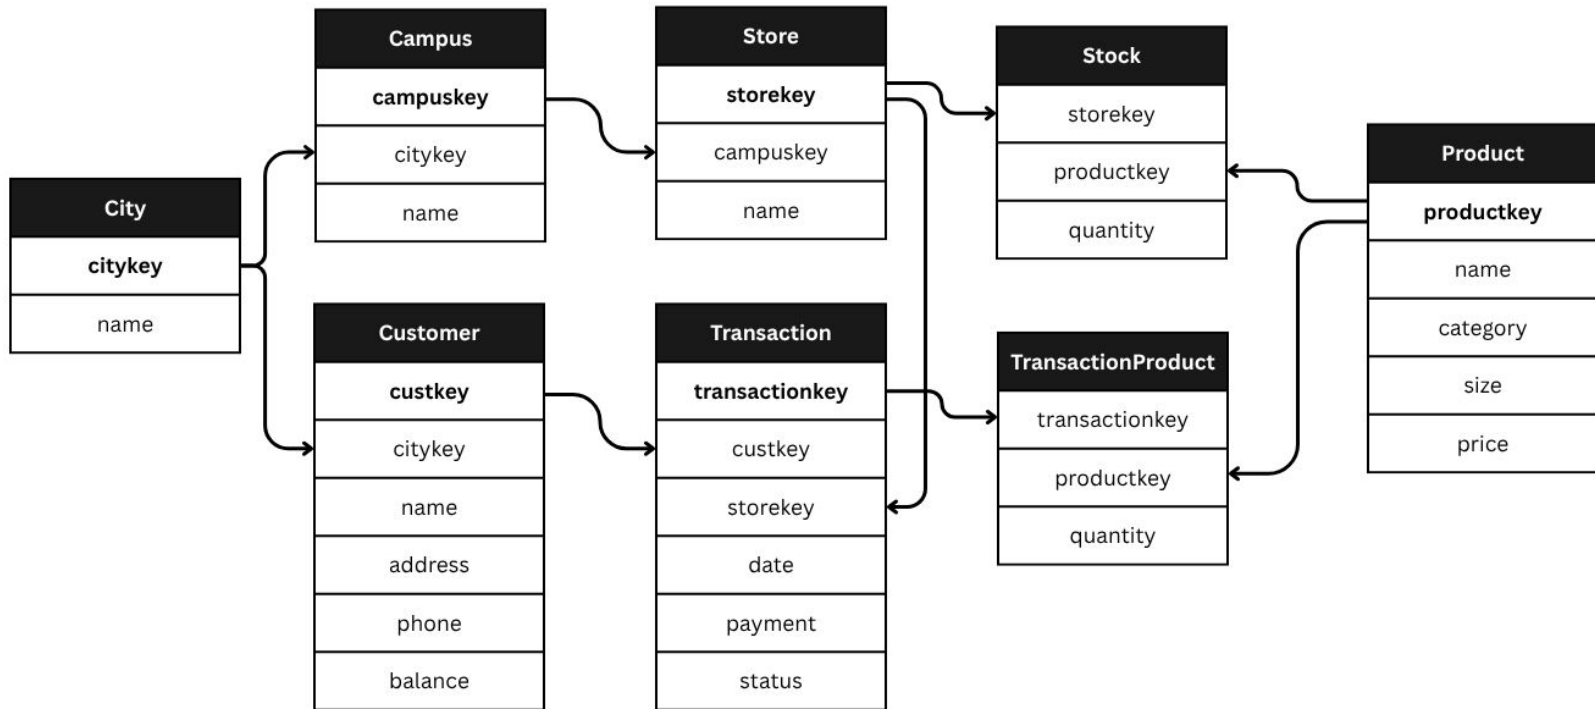 City
citykey
name
Campus
campuskey
citykey
name
Customer
custkey
citykey
name
address
phone
balance
Store
storekey
campuskey
name
Transaction
transactionkey
custkey
storekey
date
payment
status
Stock
storekey
productkey
quantity
TransactionProduct
transactionkey
productkey
quantity
Product
productkey
name
category
size
price